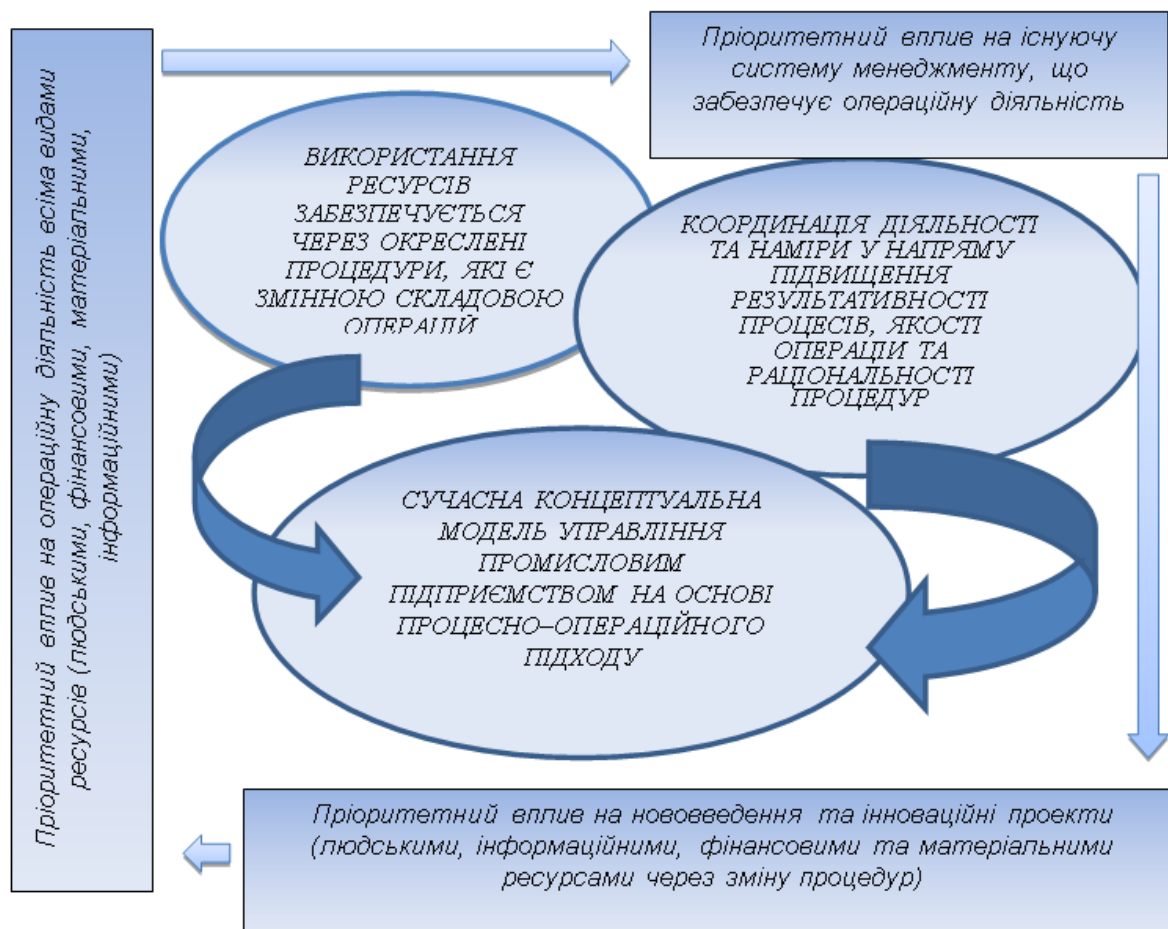 Пріоритетний вплив на операційну діяльність всіма видами
ресурсів (людськими, фінансовими, матеріальними,
інформаційними)
Пріоритетний вплив на існуючу
систему менеджменту, що
забезпечує операційну діяльність
ВИКОРИСТАННЯ
РЕСУРСІВ
ЗАБЕЗПЕЧУЄТЬСЯ
ЧЕРЕЗ ОКРЕСЛЕНІ
ПРОЦЕДУРИ, ЯКІ Є
ЗМІННОЮ СКЛАДОВОЮ
ОПЕРАЦІЙ
КООРДИНАЦІЯ ДІЯЛЬНОСТІ
ТА НАМІРИ У НАПРЯМУ
ПІДВИЩЕННЯ
РЕЗУЛЬТАТИВНОСТІ
ПРОЦЕСІВ, ЯКОСТІ
ОПЕРАЦІЙ ТА
РАЦІОНАЛЬНОСТІ
ПРОЦЕДУР
СУЧАСНА КОНЦЕПТУАЛЬНА
МОДЕЛЬ УПРАВЛІННЯ
ПРОМИСЛОВИМ
ПІДПРИЄМСТВОМ НА ОСНОВІ
ПРОЦЕСНО–ОПЕРАЦІЙНОГО
ПІДХОДУ
Пріоритетний вплив на нововведення та інноваційні проекти
(людськими, інформаційними, фінансовими та матеріальними
ресурсами через зміну процедур)